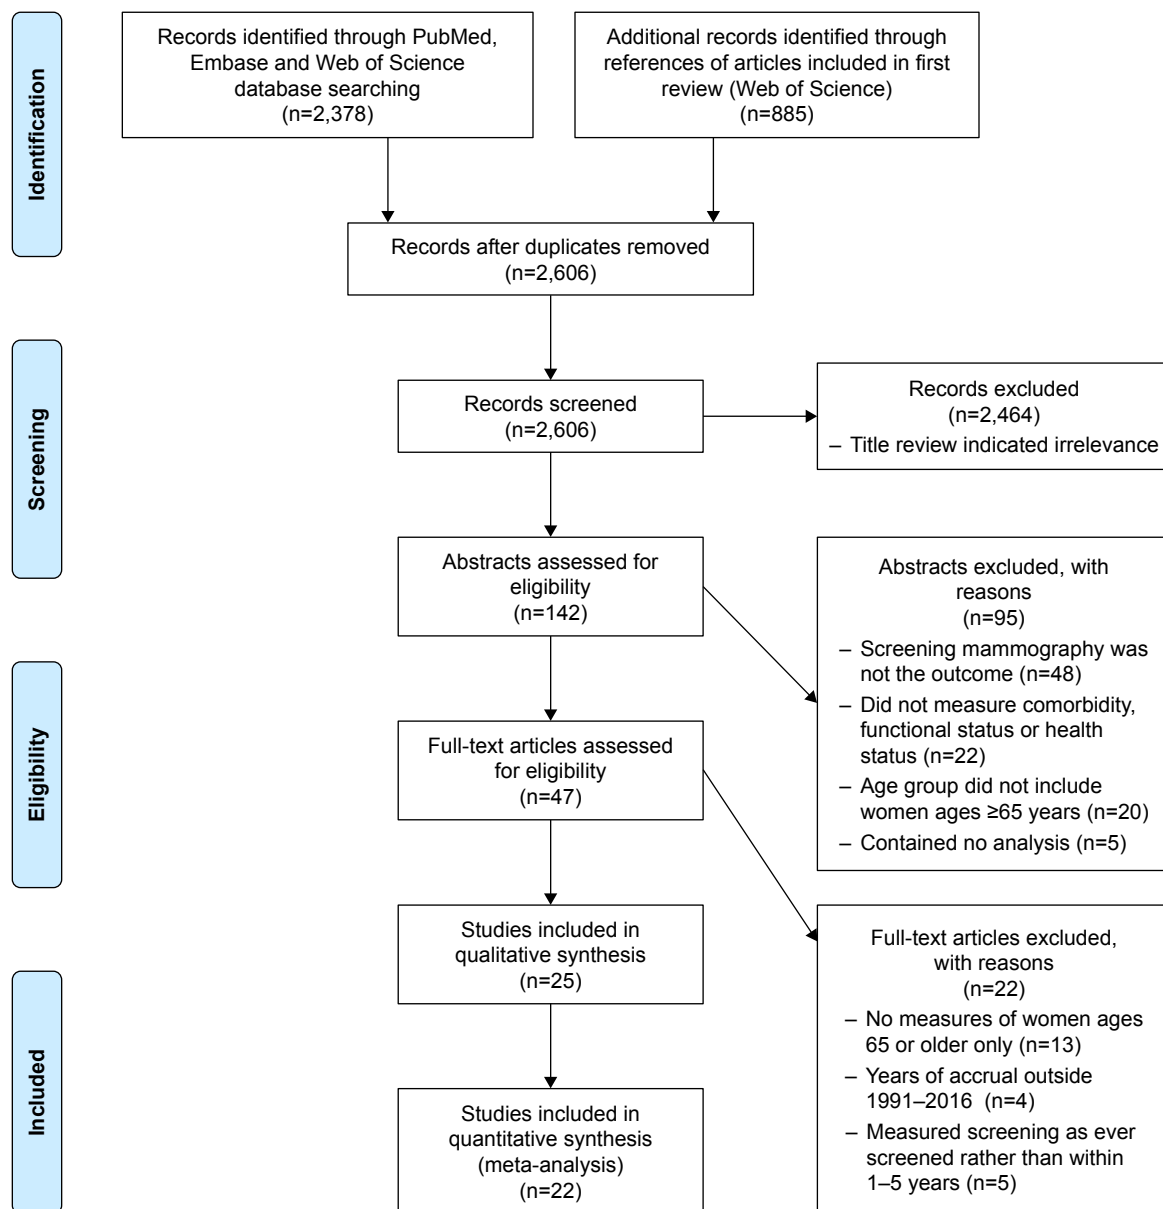 Identification
Records identified through PubMed,
Embase and Web of Science
database searching
(n=2,378)
Additional records identified through
references of articles included in first
review (Web of Science)
(n=885)
Records after duplicates removed
(n=2,606)
Screening
Records screened
(n=2,606)
Records excluded
(n=2,464)
– Title review indicated irrelevance
Abstracts assessed for
eligibility
(n=142)
Abstracts excluded, with
reasons
(n=95)
– Screening mammography was
not the outcome (n=48)
– Did not measure comorbidity,
functional status or health
status (n=22)
– Age group did not include
women ages ≥65 years (n=20)
– Contained no analysis (n=5)
Eligibility
Full-text articles assessed
for eligibility
(n=47)
Full-text articles excluded,
with reasons
(n=22)
– No measures of women ages
65 or older only (n=13)
– Years of accrual outside
1991–2016 (n=4)
– Measured screening as ever
screened rather than within
1–5 years (n=5)
Studies included in
qualitative synthesis
(n=25)
Included
Studies included in
quantitative synthesis
(meta-analysis)
(n=22)